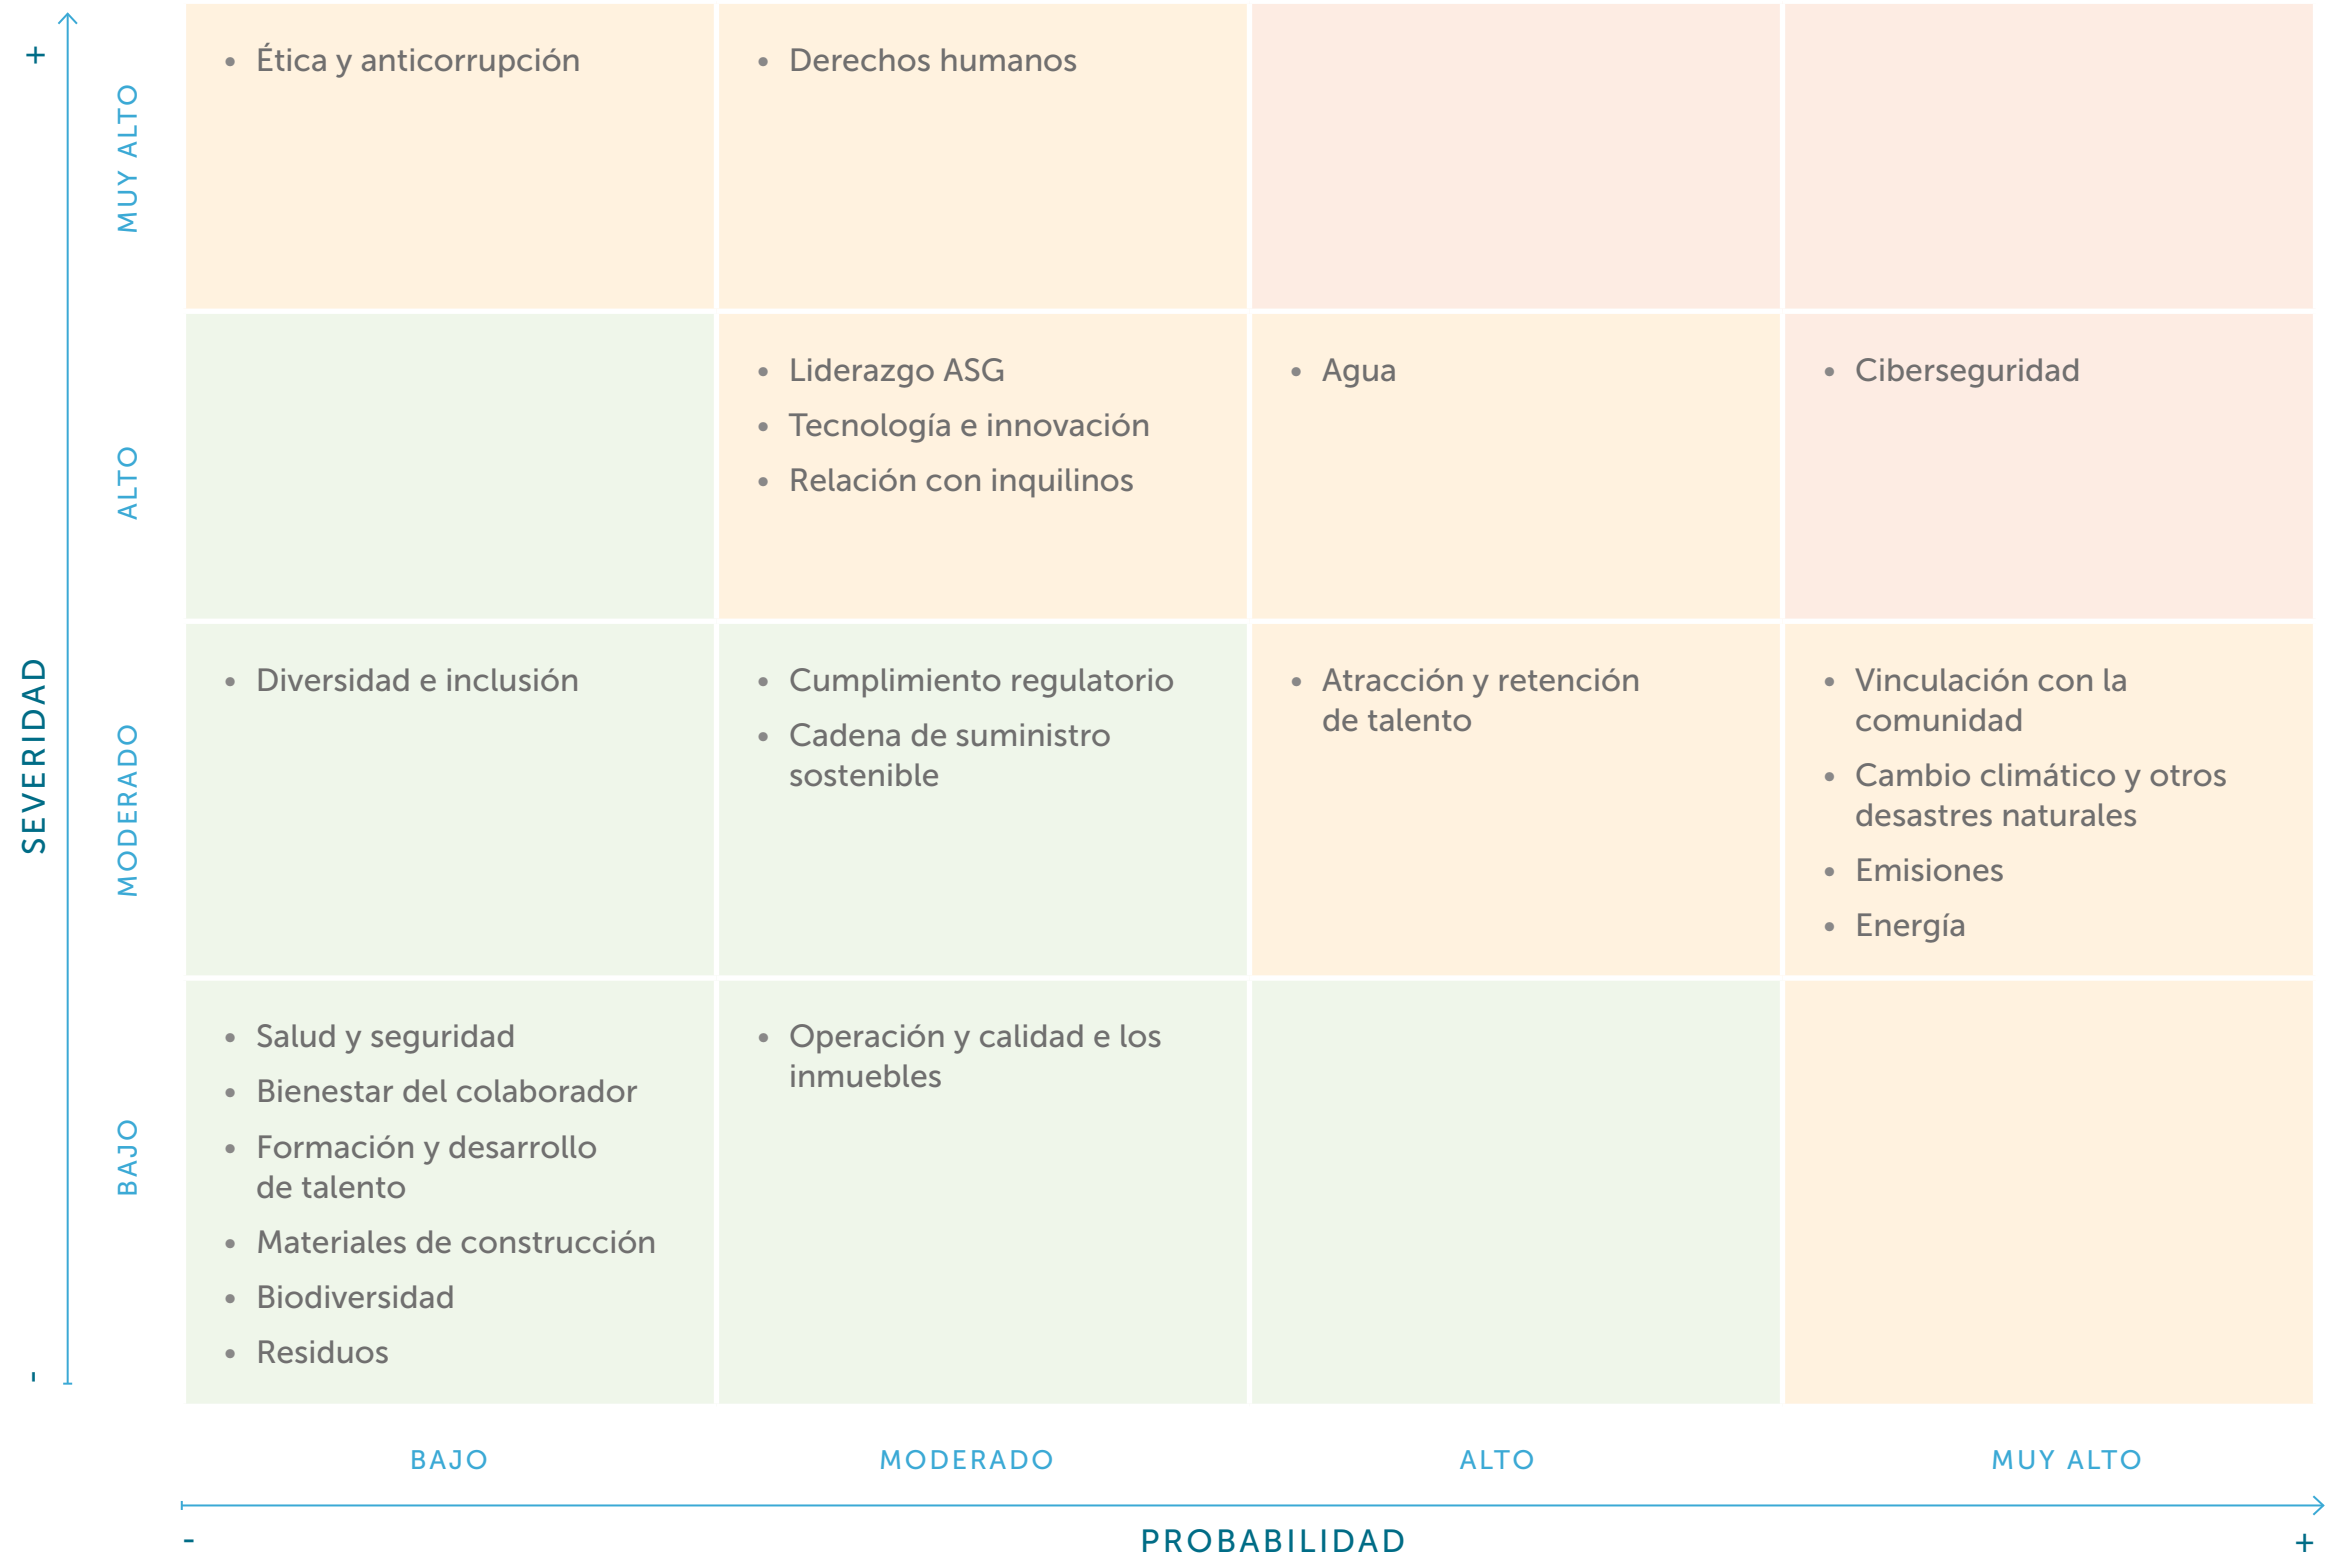 +
MUY ALTO
• Ética y anticorrupción
• Derechos humanos
ALTO
• Liderazgo ASG
• Tecnología e innovación
• Relación con inquilinos
• Agua
• Ciberseguridad
SEVERIDAD
MODERADO
• Diversidad e inclusión
• Cumplimiento regulatorio
• Cadena de suministro
sostenible
• Atracción y retención
de talento
• Vinculación con la
comunidad
• Cambio climático y otros
desastres naturales
• Emisiones
• Energía
BAJO
• Salud y seguridad
• Bienestar del colaborador
• Formación y desarrollo
de talento
• Materiales de construcción
• Biodiversidad
• Residuos
• Operación y calidad e los
inmuebles
-
BAJO
MODERADO
ALTO
MUY ALTO
-
PROBABILIDAD
+